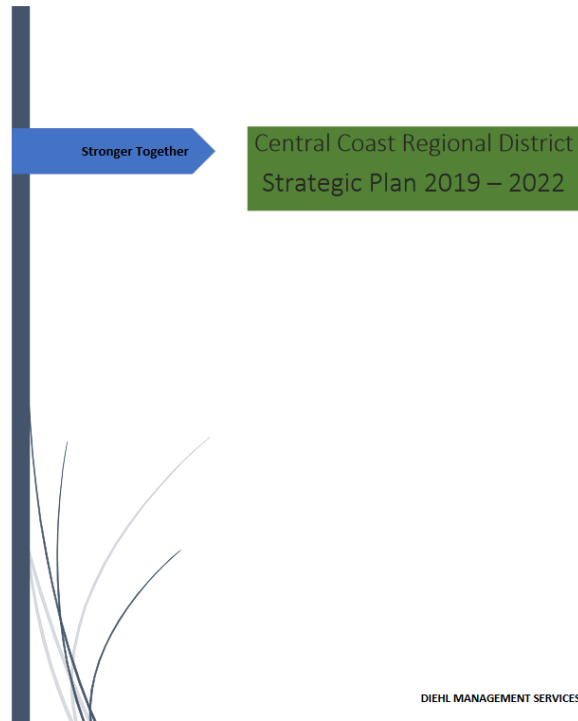 Stronger Together
Central Coast Regional District
Strategic Plan 2019 – 2022
DIEHL MANAGEMENT SERVICES